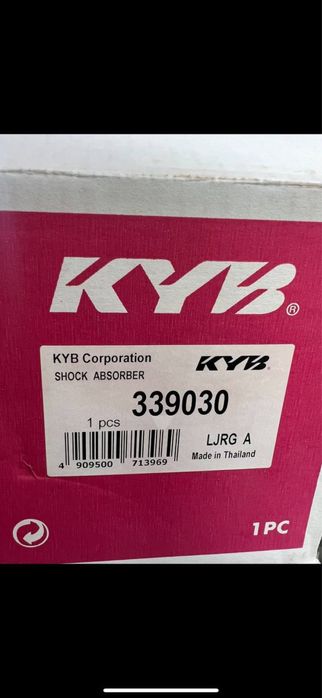 KYB®
KYB Corporation
KYB®
SHOCK ABSORBER
339030
1 pcs
LJRG A
4 909500 713969
Made in Thailand
1PC